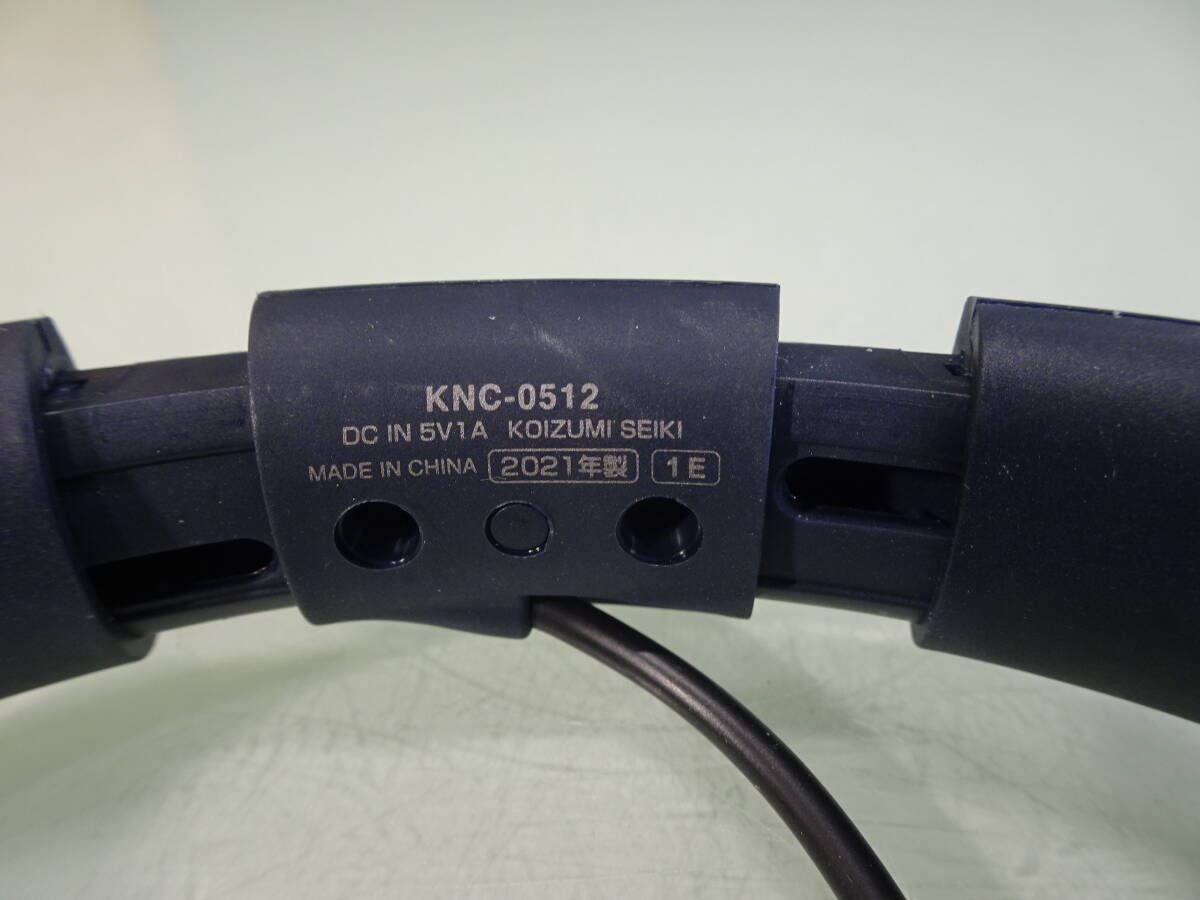 KNC-0512
DC IN 5V1A KOIZUMI SEIKI
MADE IN CHINA 2021年製 1E